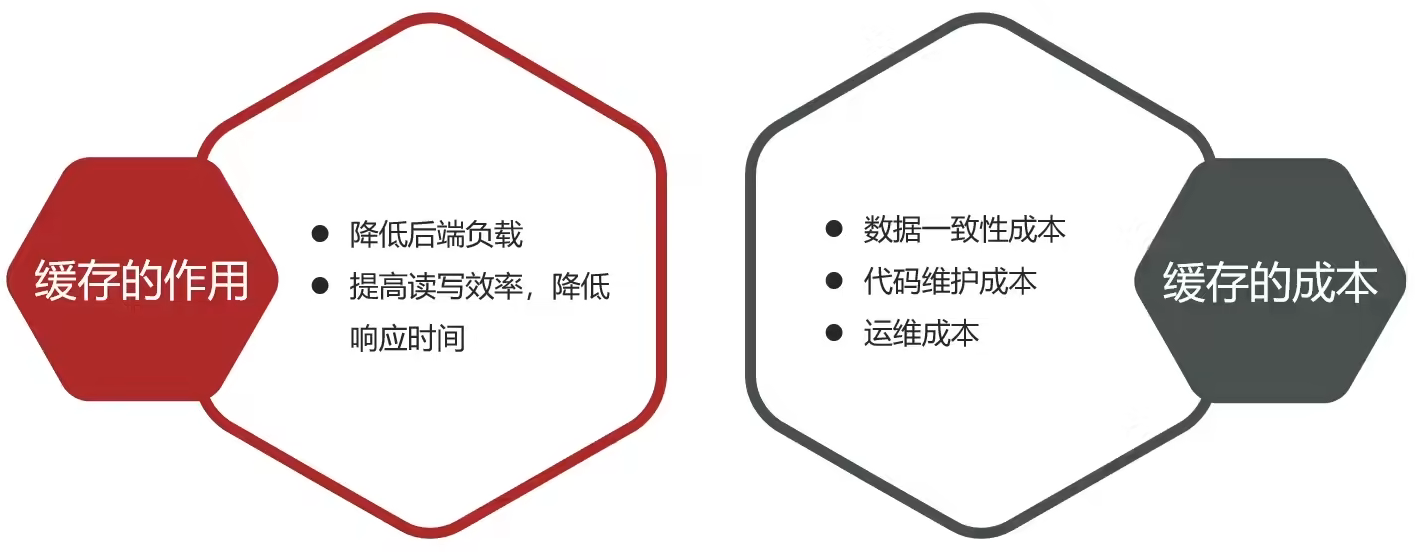 缓存的作用
降低后端负载
提高读写效率，降低
响应时间
数据一致性成本
代码维护成本
运维成本
缓存的成本